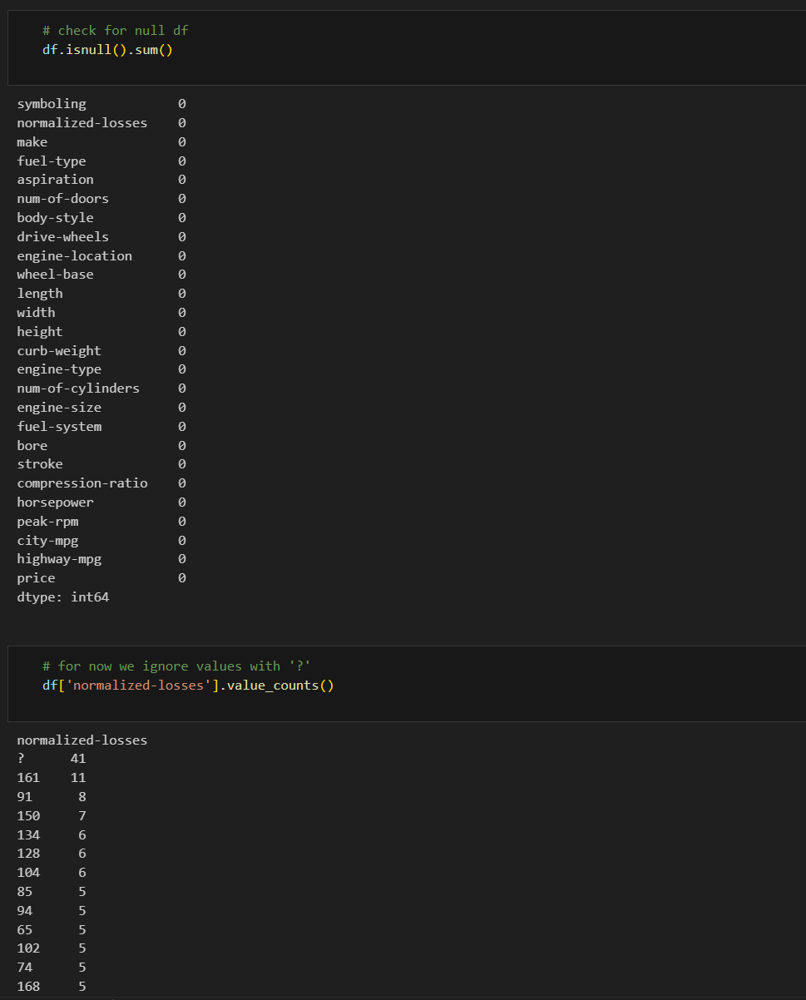 # check for null df
df.isnull().sum()
symboling 0
normalized-losses 0
make 0
fuel-type 0
aspiration 0
num-of-doors 0
body-style 0
drive-wheels 0
engine-location 0
wheel-base 0
length 0
width 0
height 0
curb-weight 0
engine-type 0
num-of-cylinders 0
engine-size 0
fuel-system 0
bore 0
stroke 0
compression-ratio 0
horsepower 0
peak-rpm 0
city-mpg 0
highway-mpg 0
price 0
dtype: int64
# for now we ignore values with '?'
df['normalized-losses'].value_counts()
normalized-losses
? 41
161 11
91 8
150 7
134 6
128 6
104 6
85 5
94 5
65 5
102 5
74 5
168 5